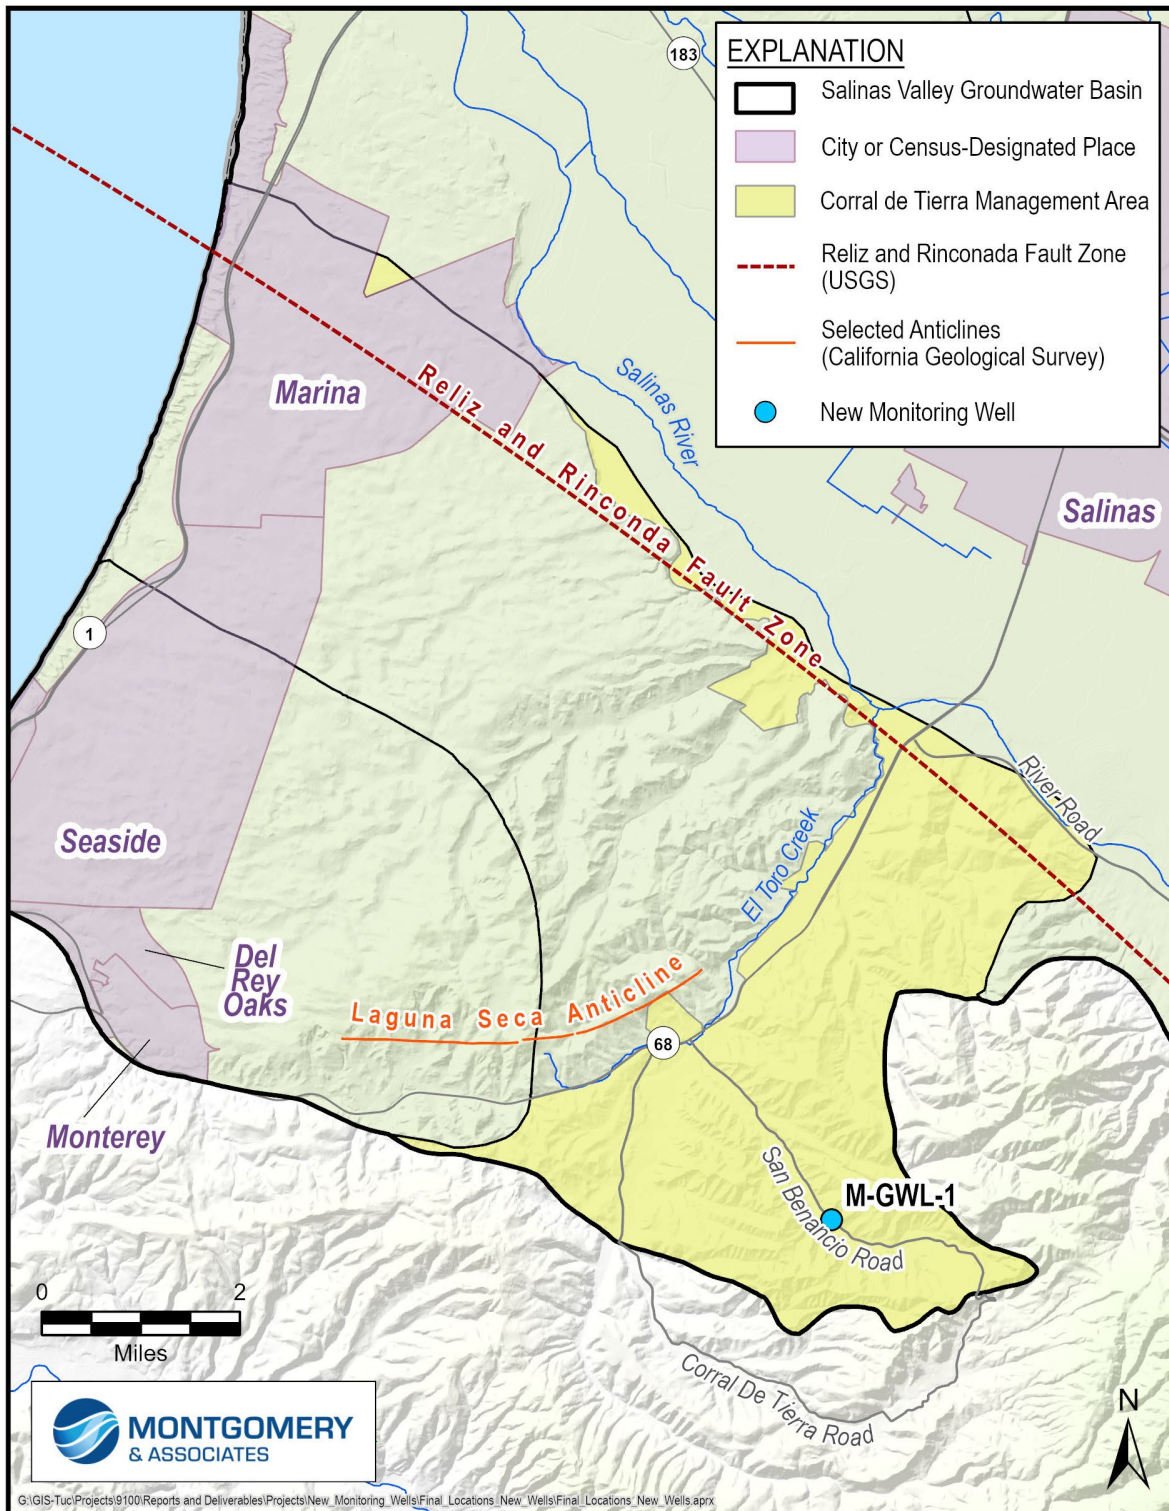 EXPLANATION
Salinas Valley Groundwater Basin
City or Census-Designated Place
Corral de Tierra Management Area
Reliz and Rinconada Fault Zone
(USGS)
Selected Anticlines
(California Geological Survey)
New Monitoring Well
183
Salinas River
Marina
Reliz and Rinconda Fault Zone
Salinas
1
River Road
Seaside
El Toro Creek
Del
Rey
Oaks
Laguna Seca Anticline
68
Monterey
San Benancio Road
M-GWL-1
0 2
Miles
Corral De Tierra Road
N
MONTGOMERY
& ASSOCIATES
G:\GIS-Tuc\Projects\9100\Reports and Deliverables\Projects\New_Monitoring_Wells\Final_Locations_New_Wells\Final_Locations_New_Wells.aprx